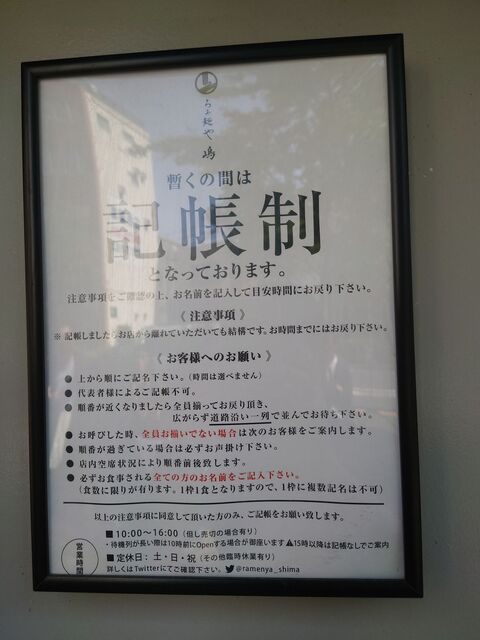 らぁ麺や 嶋
暫くの間は
記帳制
となっております。
注意事項をご確認の上、お名前を記入して目安時間にお戻り下さい。
《 注意事項 》
※ 記帳しましたらお店から離れていただいても結構です。お時間までにはお戻り下さい。
《 お客様へのお願い 》
● 上から順にご記名下さい。(時間は選べません)
● 代表者様によるご記帳不可。
● 順番が近くなりましたら全員揃ってお戻り頂き、
広がらず道路沿い一列で並んでお待ち下さい。
● お呼びした時、全員お揃いでない場合は次のお客様をご案内します。
● 順番が過ぎている場合は必ずお声掛け下さい。
● 店内空席状況により順番前後致します。
● 必ずお食事される全ての方のお名前をご記入下さい。
(食数に限りが有ります。1枠1食となりますので、1枠に複数記名は不可)
以上の注意事項に同意して頂いた方のみ、ご記帳をお願い致します。
営業時間
■ 10:00〜16:00 (但し売切の場合有り)
・待機列が長い際は10時前にOpenする場合が御座います ⚠15時以降は記帳なしでご案内
■ 定休日：土・日・祝 (その他臨時休業有り)
詳しくはTwitterにてご確認下さい。 @ramenya_shima